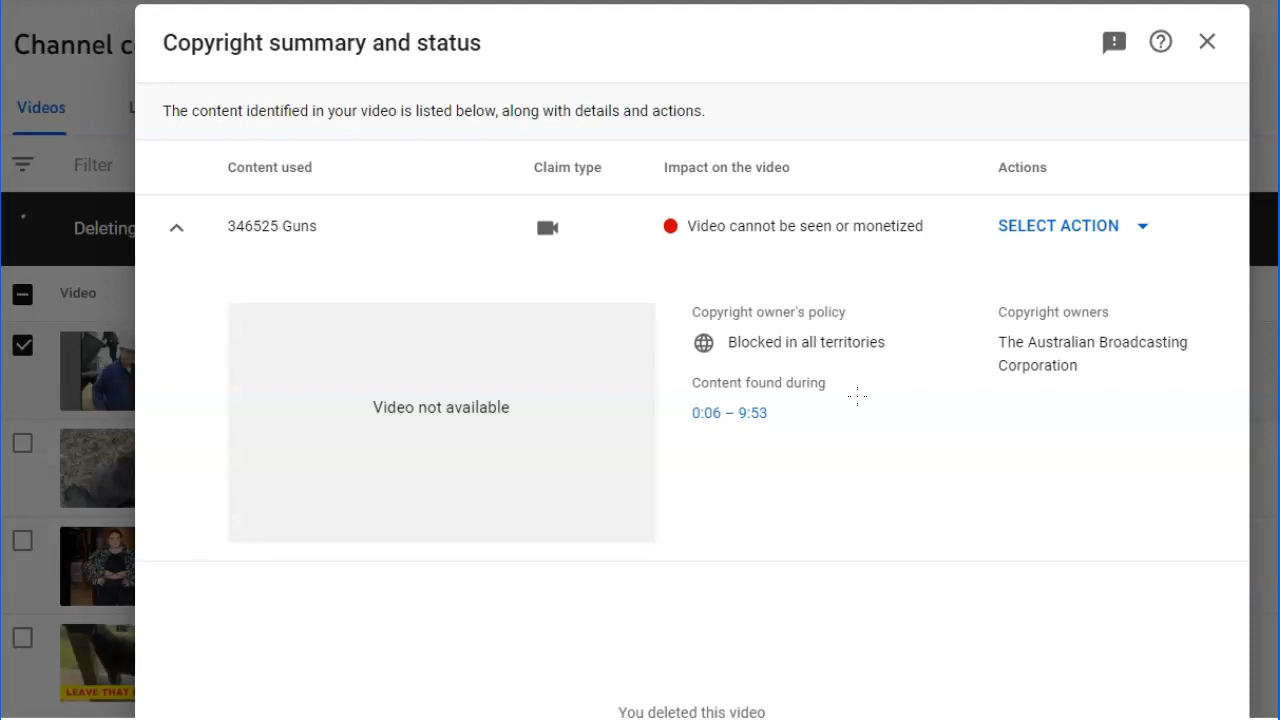 Channel c
Copyright summary and status
Videos
The content identified in your video is listed below, along with details and actions.
Filter
Content used
Claim type
Impact on the video
Actions
Deleting
346525 Guns
Video cannot be seen or monetized
SELECT ACTION
Video
Copyright owner's policy
Copyright owners
Blocked in all territories
The Australian Broadcasting
Corporation
Content found during
Video not available
0:06 – 9:53
LEAVE THAT
You deleted this video